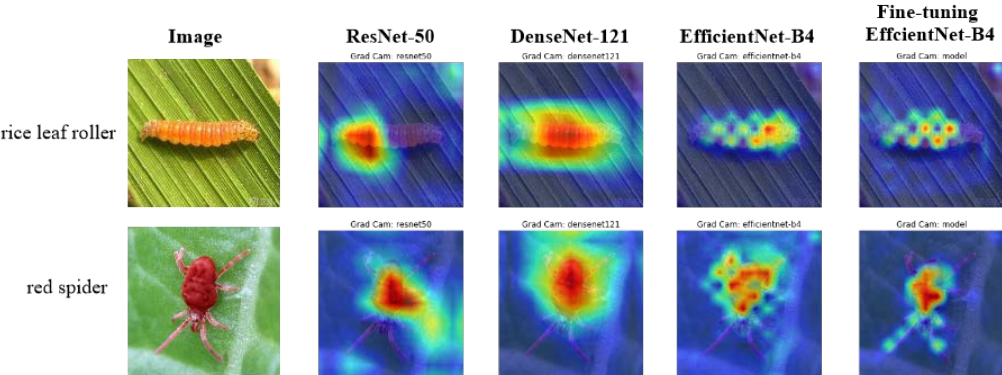 Image
ResNet-50
DenseNet-121
EfficientNet-B4
Fine-tuning
EffcientNet-B4
Grad Cam: resnet50
Grad Cam: densenet121
Grad Cam: efficientnet-b4
Grad Cam: model
rice leaf roller
Grad Cam: resnet50
Grad Cam: densenet121
Grad Cam: efficientnet-b4
Grad Cam: model
red spider